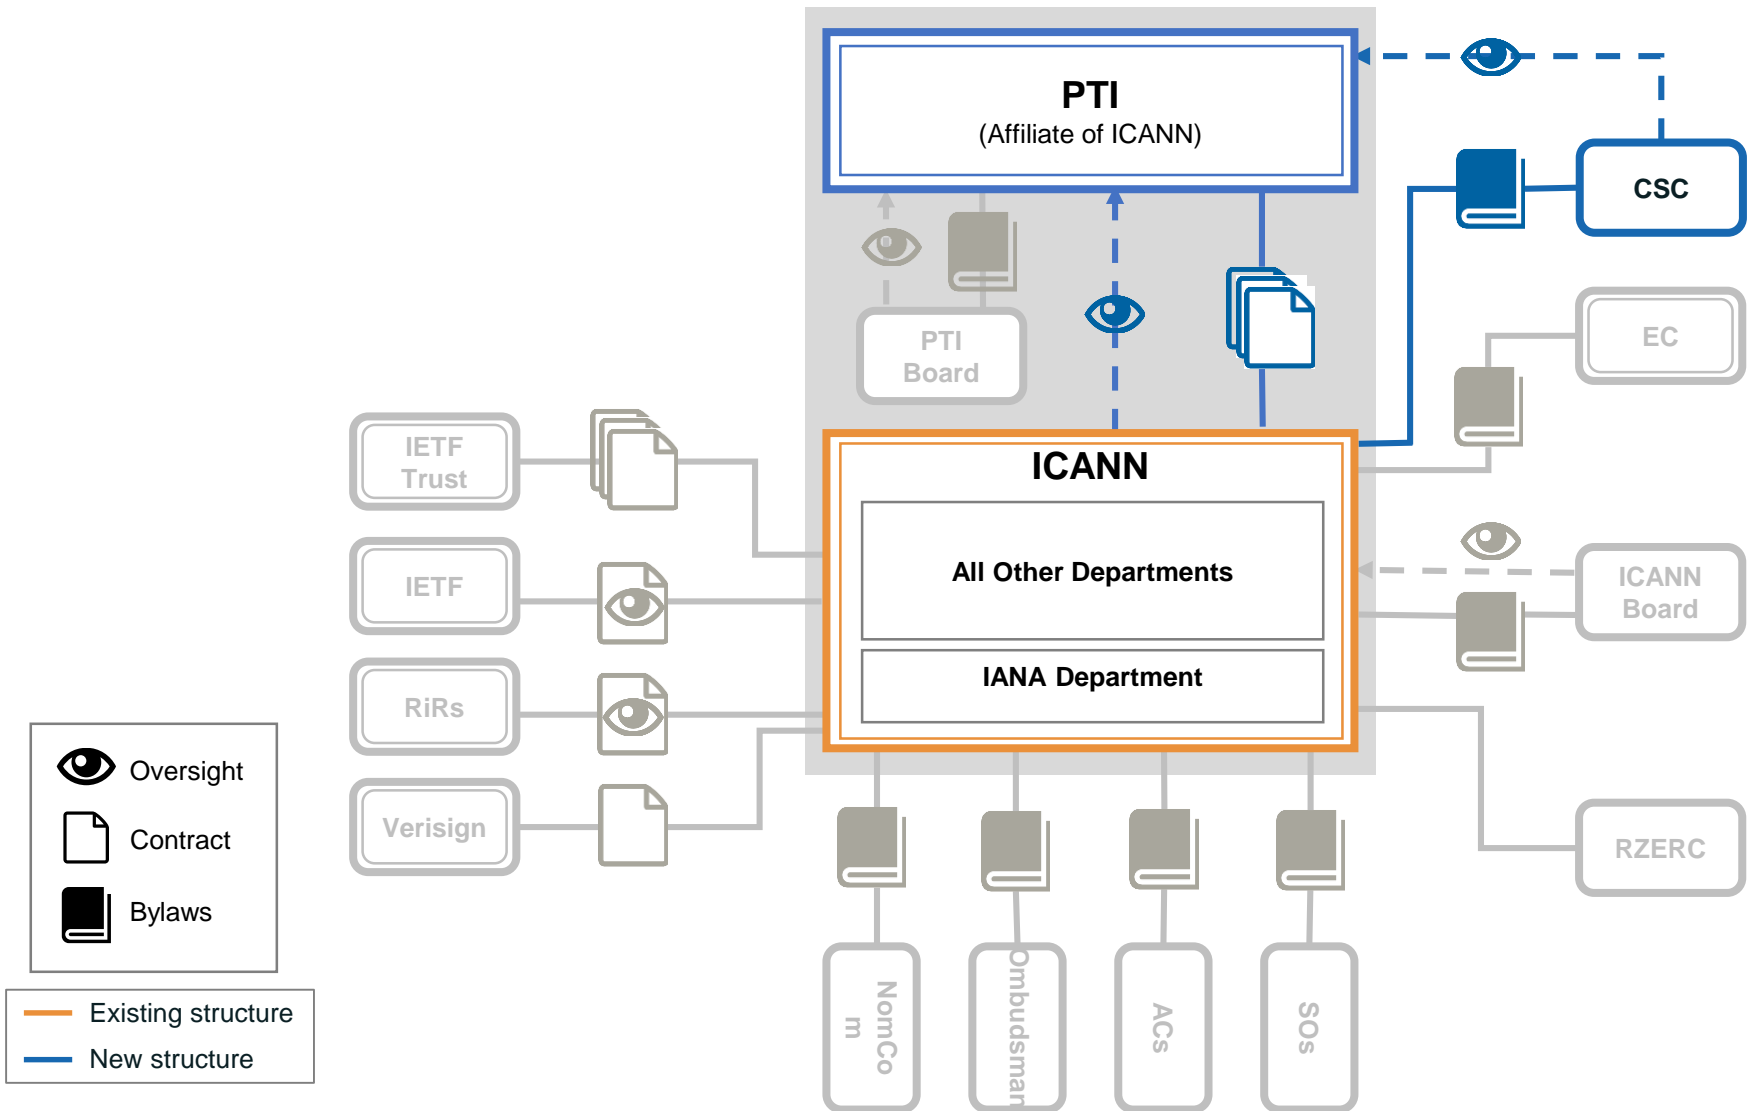 PTI
(Affiliate of ICANN)
CSC
EC
PTI
Board
IETF
Trust
ICANN
All Other Departments
ICANN
Board
IETF
IANA Department
RiRs
Oversight
Contract
Bylaws
Verisign
RZERC
Existing structure
New structure
NomCo
m
Ombudsman
ACs
SOs